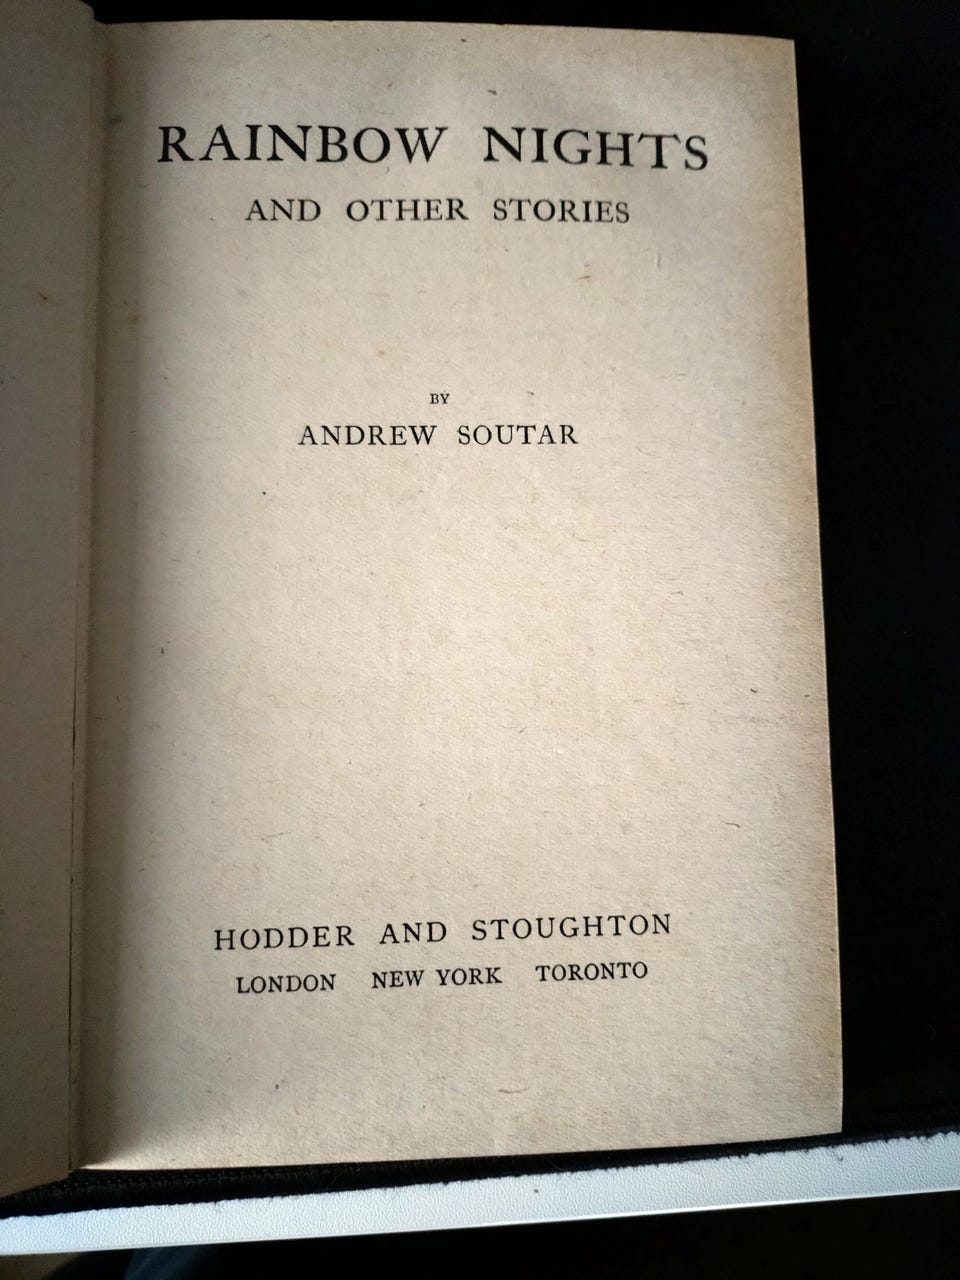 RAINBOW NIGHTS
AND OTHER STORIES
BY
ANDREW SOUTAR
HODDER AND STOUGHTON
LONDON NEW YORK TORONTO